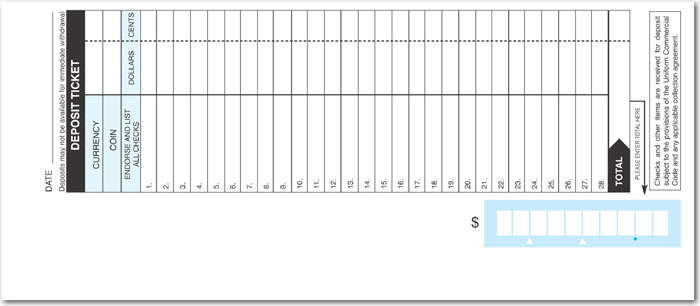 DATE
Deposits may not be available for immediate withdrawal
DEPOSIT TICKET
CURRENCY
COIN
ENDORSE AND LIST
ALL CHECKS
DOLLARS
CENTS
1.
2.
3.
4.
5.
6.
7.
8.
9.
10.
11.
12.
13.
14.
15.
16.
17.
18.
19.
20.
21.
22.
23.
24.
25.
26.
27.
28.
TOTAL
PLEASE ENTER TOTAL HERE
Checks and other items are received for deposit
subject to the provisions of the Uniform Commercial
Code and any applicable collection agreement.
$